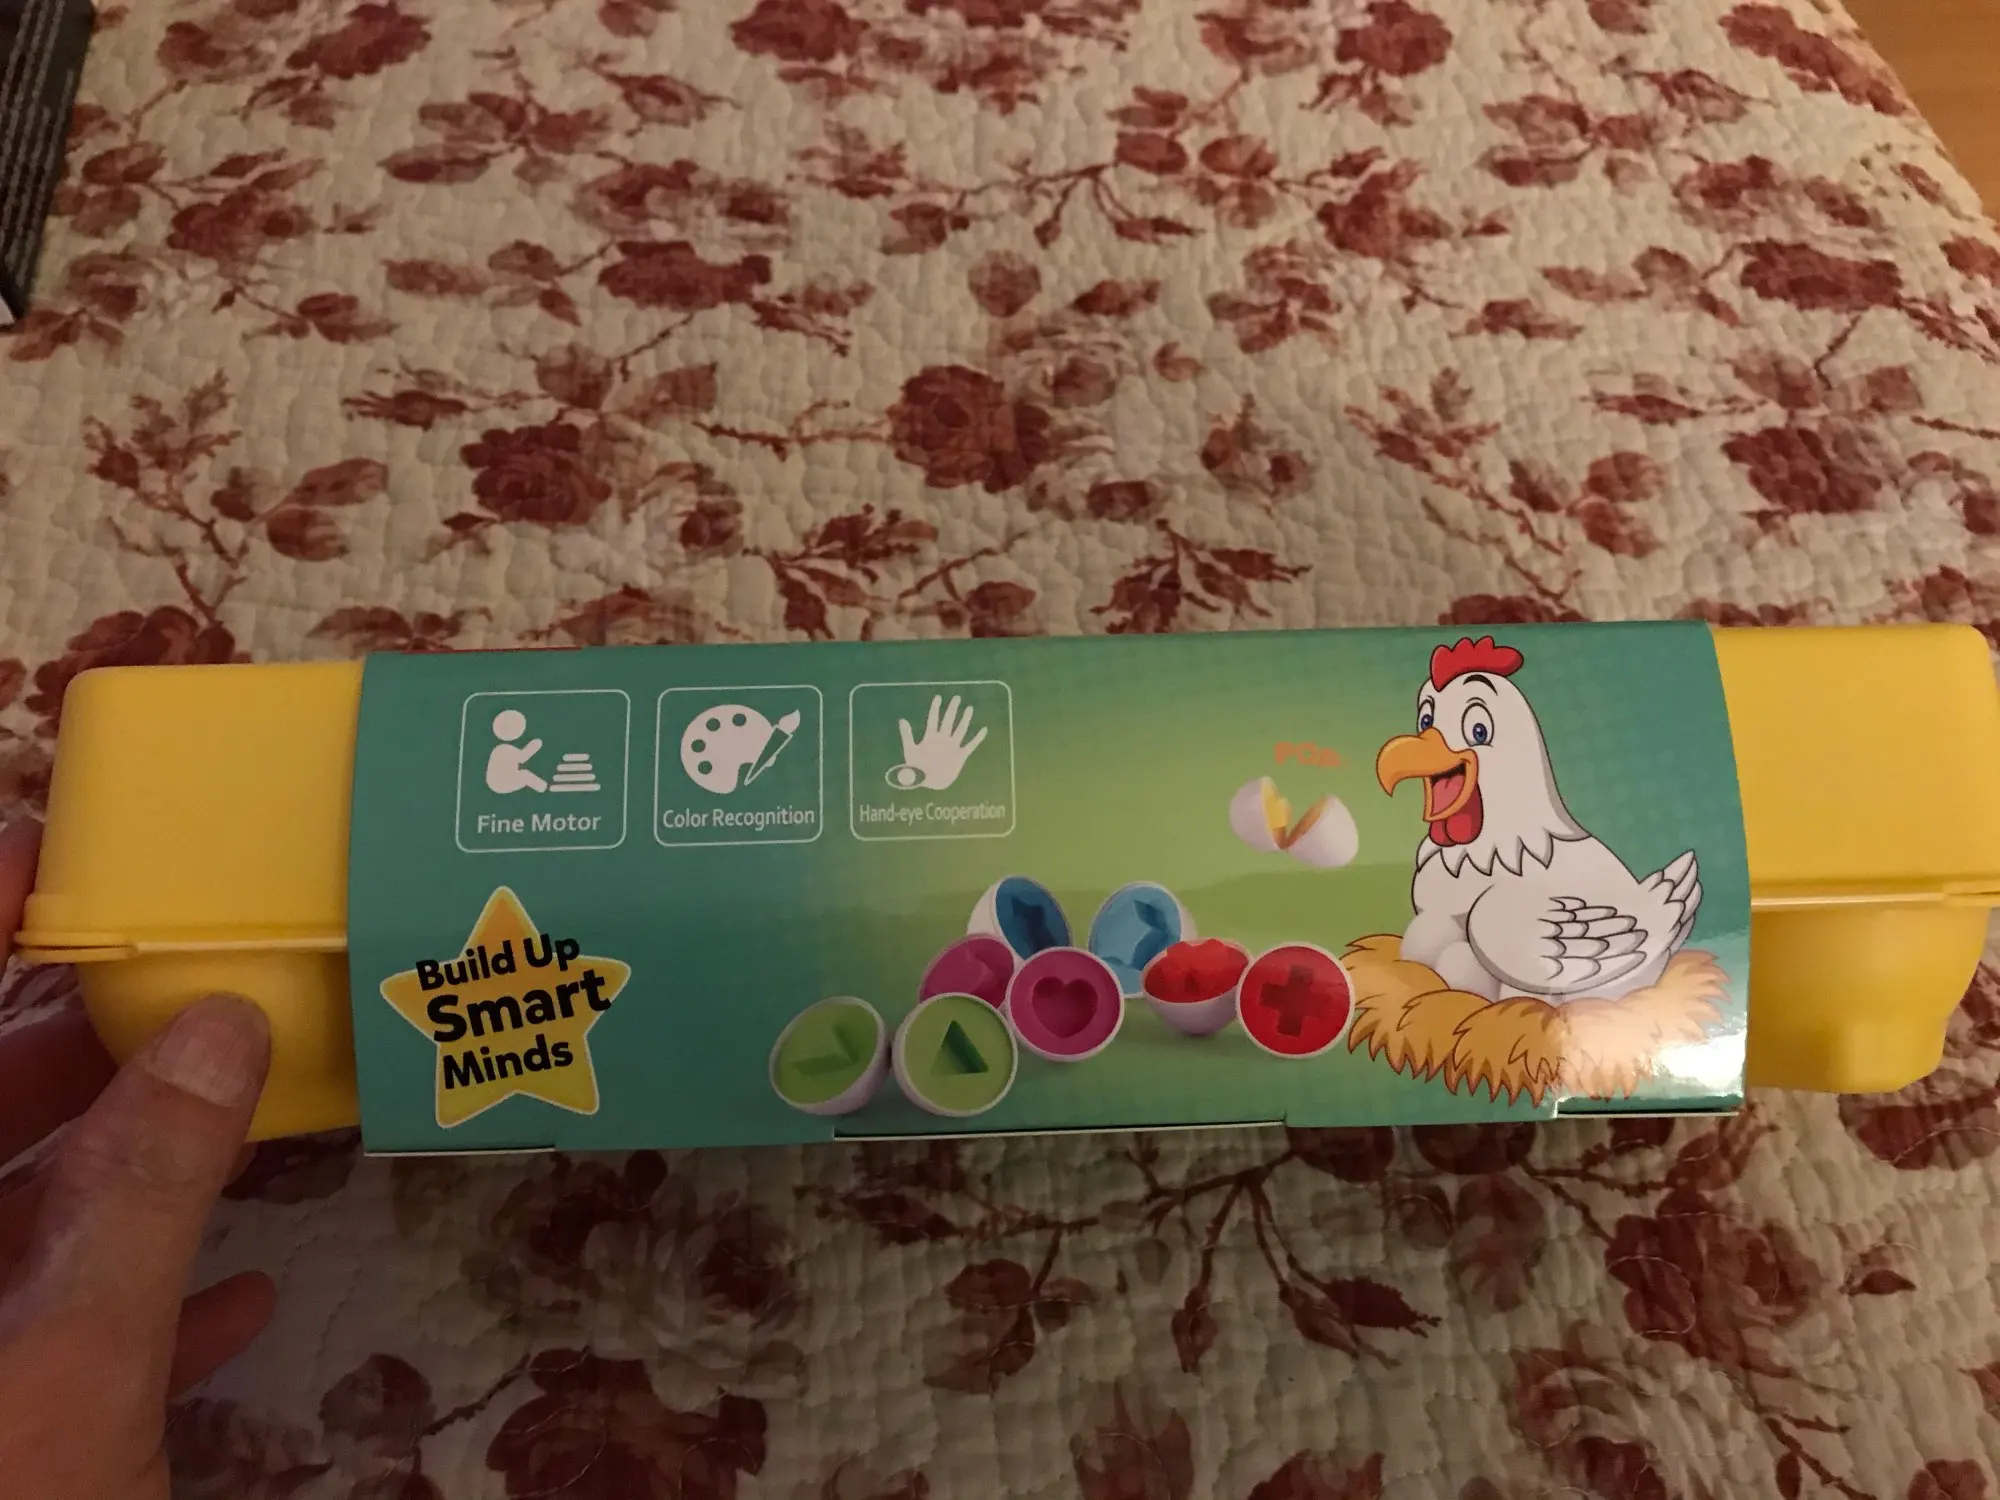 Fine Motor
Color Recognition
Hand-eye Cooperation
Build Up
Smart
Minds